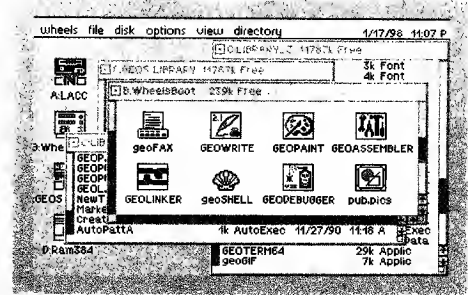 wheels file disk options view directory 1/17/98 11:07 P
Free
3k Font
4k Font
GEOS LIBRARY 11787k Free
A:LACC
B:WheelsBoot 239k Free
geoFAX GEOWRITE GEOPAINT GEOASSEMBLER
GEOLINKER geoSHELL GEODEBUGGER pub.pics
AutoPattA 1k AutoExec 11/27/90 11:18 A
D:Ram384
GEOTERM64 29k Applic
geoGIF 7k Applic